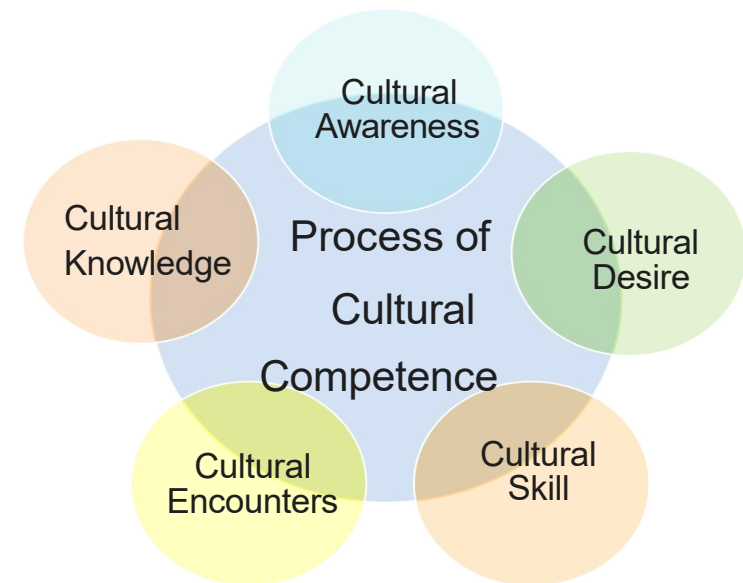 Cultural
Awareness
Cultural
Knowledge
Process of
Cultural
Competence
Cultural
Desire
Cultural
Encounters
Cultural
Skill